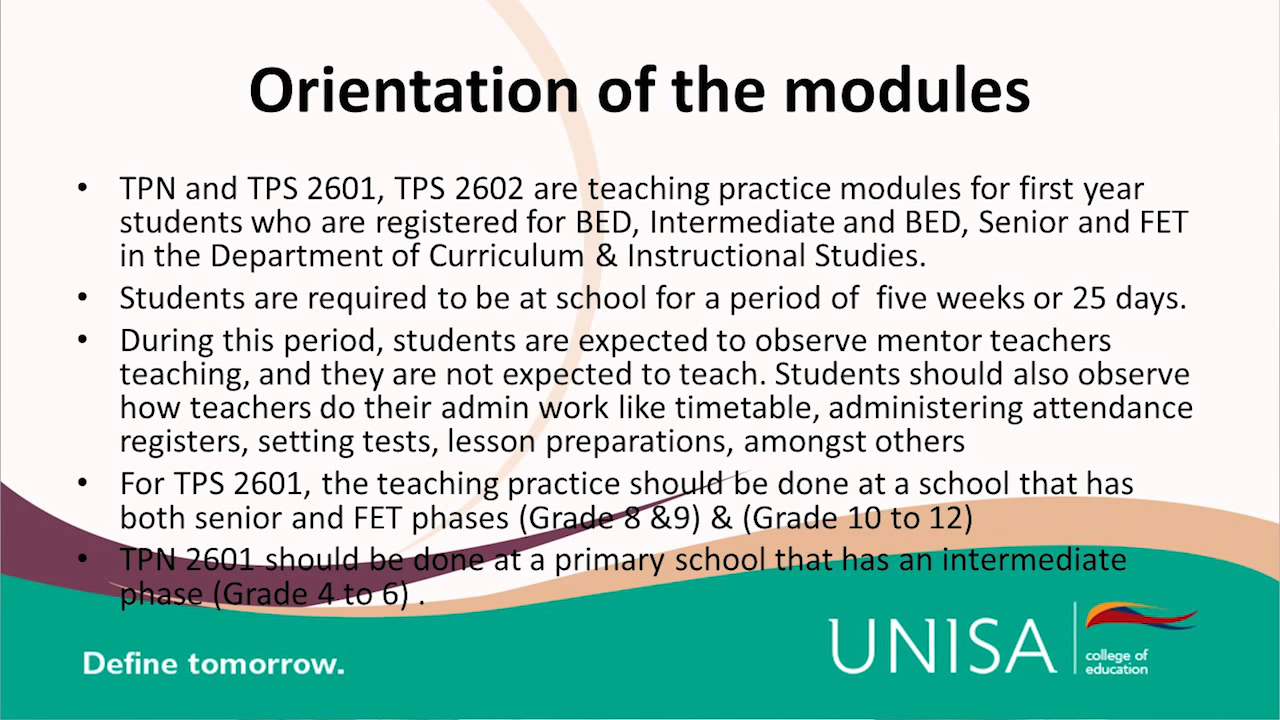 Orientation of the modules
• TPN and TPS 2601, TPS 2602 are teaching practice modules for first year
students who are registered for BED, Intermediate and BED, Senior and FET
in the Department of Curriculum & Instructional Studies.
• Students are required to be at school for a period of  five weeks or 25 days.
• During this period, students are expected to observe mentor teachers
teaching, and they are not expected to teach. Students should also observe
how teachers do their admin work like timetable, administering attendance
registers, setting tests, lesson preparations, amongst others
• For TPS 2601, the teaching practice should be done at a school that has
both senior and FET phases (Grade 8 &9) & (Grade 10 to 12)
• TPN 2601 should be done at a primary school that has an intermediate
phase (Grade 4 to 6) .
Define tomorrow.
UNISA
college of
education